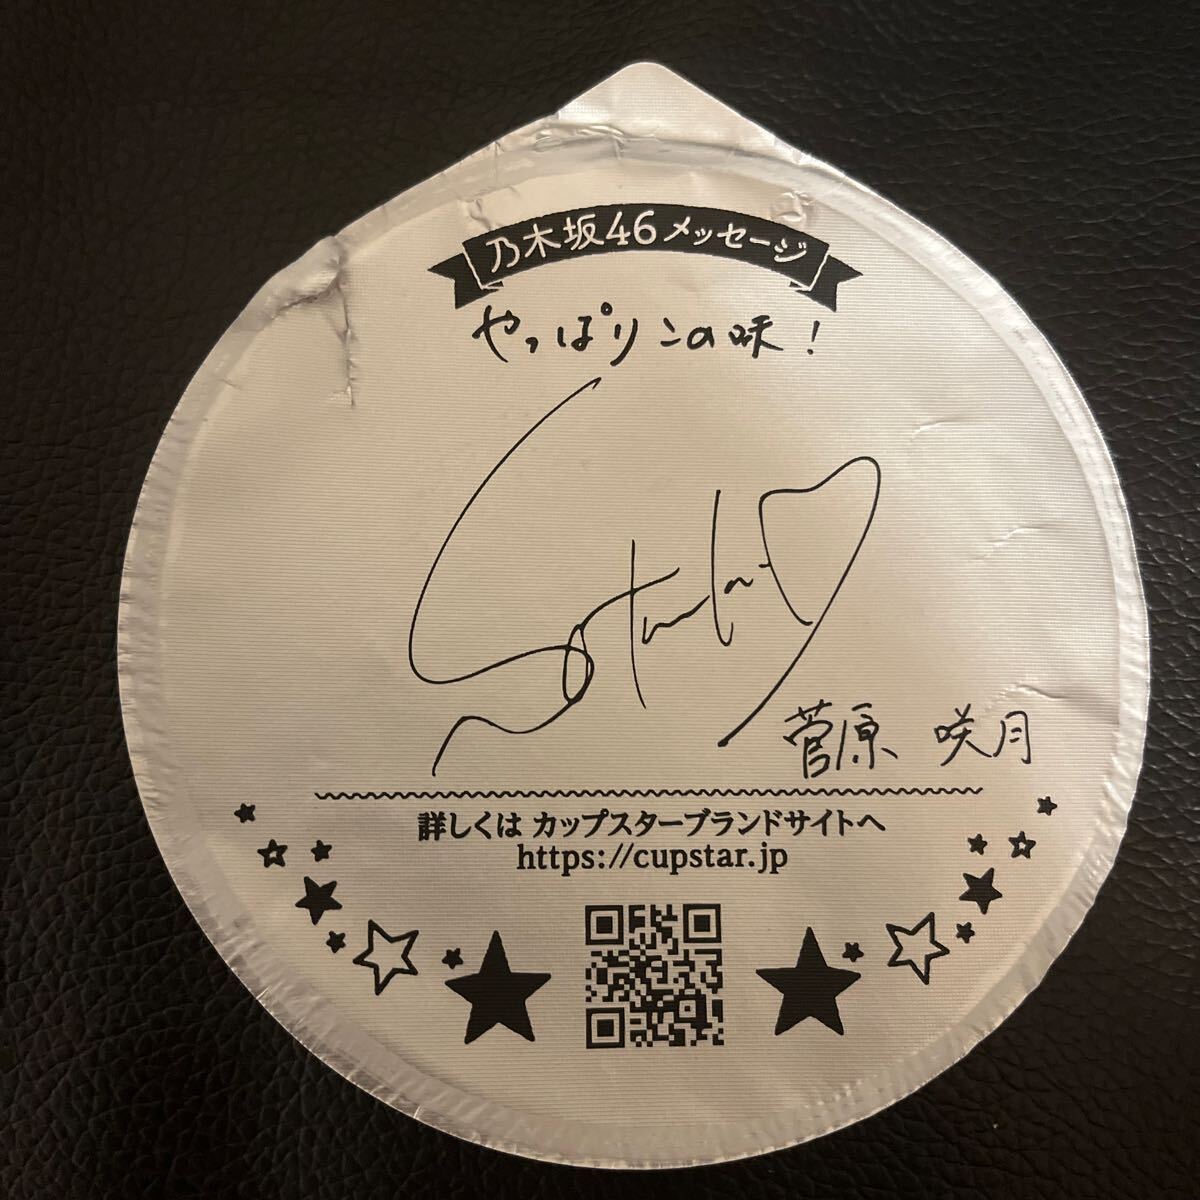 乃木坂46メッセージ
やっぱりこの味!
菅原 咲月
詳しくは カップスターブランドサイトへ
https://cupstar.jp